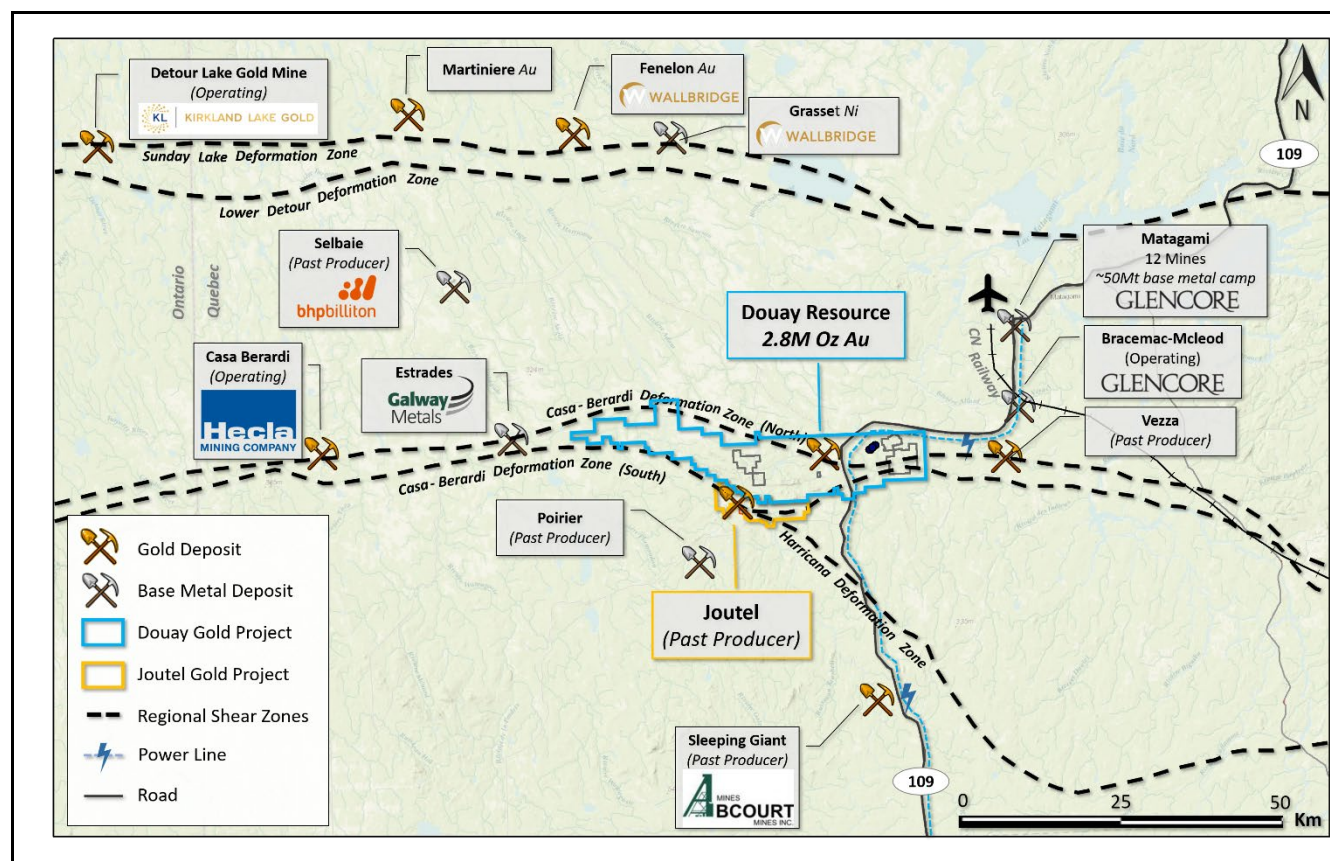 Detour Lake Gold Mine
(Operating)
KL | KIRKLAND LAKE GOLD
Martiniere Au
Fenelon Au
WALLBRIDGE
Grasset Ni
WALLBRIDGE
N
109
Sunday Lake Deformation Zone
Lower Detour Deformation Zone
Selbaie
(Past Producer)
bhpbilliton
Ontario
Quebec
Matagami
12 Mines
~50Mt base metal camp
GLENCORE
Matagami
Douay Resource
2.8M Oz Au
CN Railway
Bracemac-Mcleod
(Operating)
GLENCORE
Casa Berardi
(Operating)
Hecla
MINING COMPANY
Estrades
Galway
Metals
Casa-Berardi Deformation Zone (North)
Casa-Berardi Deformation Zone (South)
Vezza
(Past Producer)
Poirier
(Past Producer)
Harricana Deformation Zone
Joutel
(Past Producer)
Gold Deposit
Base Metal Deposit
Douay Gold Project
Joutel Gold Project
Regional Shear Zones
Power Line
Road
Sleeping Giant
(Past Producer)
MINES
ABCOURT
MINES INC.
109
0 25 50
Km